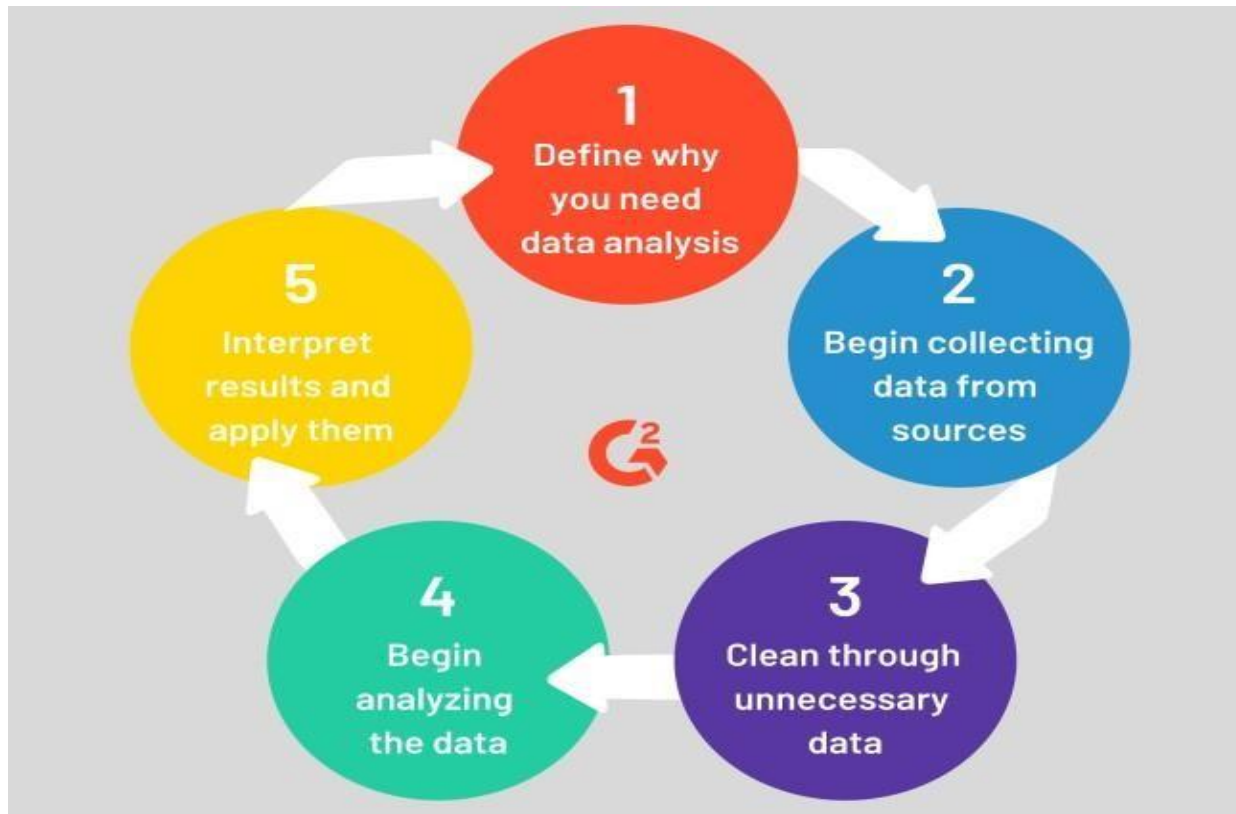 1
Define why
you need
data analysis
2
Begin collecting
data from
sources
3
Clean through
unnecessary
data
4
Begin
analyzing
the data
5
Interpret
results and
apply them
G2